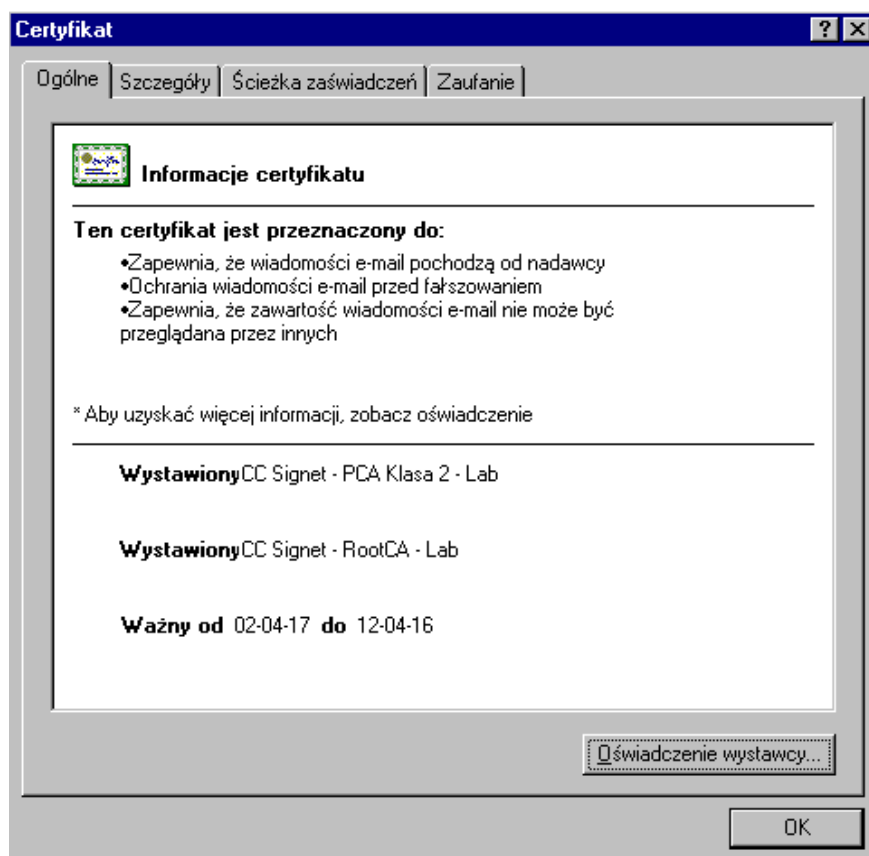 Certyfikat
Ogólne Szczegóły Ścieżka zaświadczeń Zaufanie
Informacje certyfikatu
Ten certyfikat jest przeznaczony do:
•Zapewnia, że wiadomości e-mail pochodzą od nadawcy
•Ochrania wiadomości e-mail przed fałszowaniem
•Zapewnia, że zawartość wiadomości e-mail nie może być
przeglądana przez innych
* Aby uzyskać więcej informacji, zobacz oświadczenie
WystawionyCC Signet - PCA Klasa 2 - Lab
WystawionyCC Signet - RootCA - Lab
Ważny od 02-04-17 do 12-04-16
Oświadczenie wystawcy...
OK